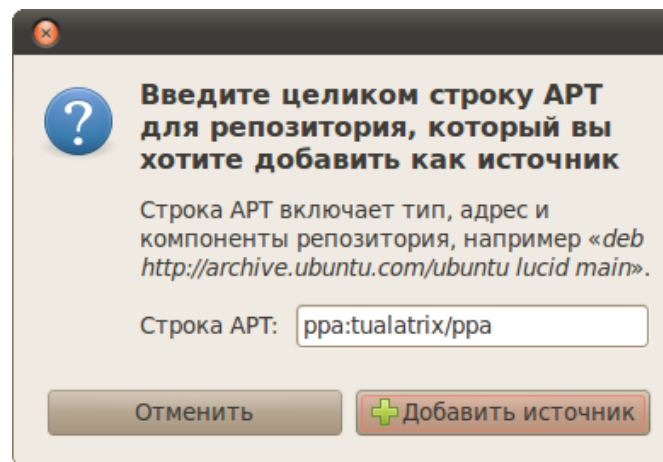 Введите целиком строку APT
для репозитория, который вы
хотите добавить как источник
Строка APT включает тип, адрес и
компоненты репозитория, например «deb
http://archive.ubuntu.com/ubuntu lucid main».
Строка APT: ppa:tualatrix/ppa
Отменить Добавить источник